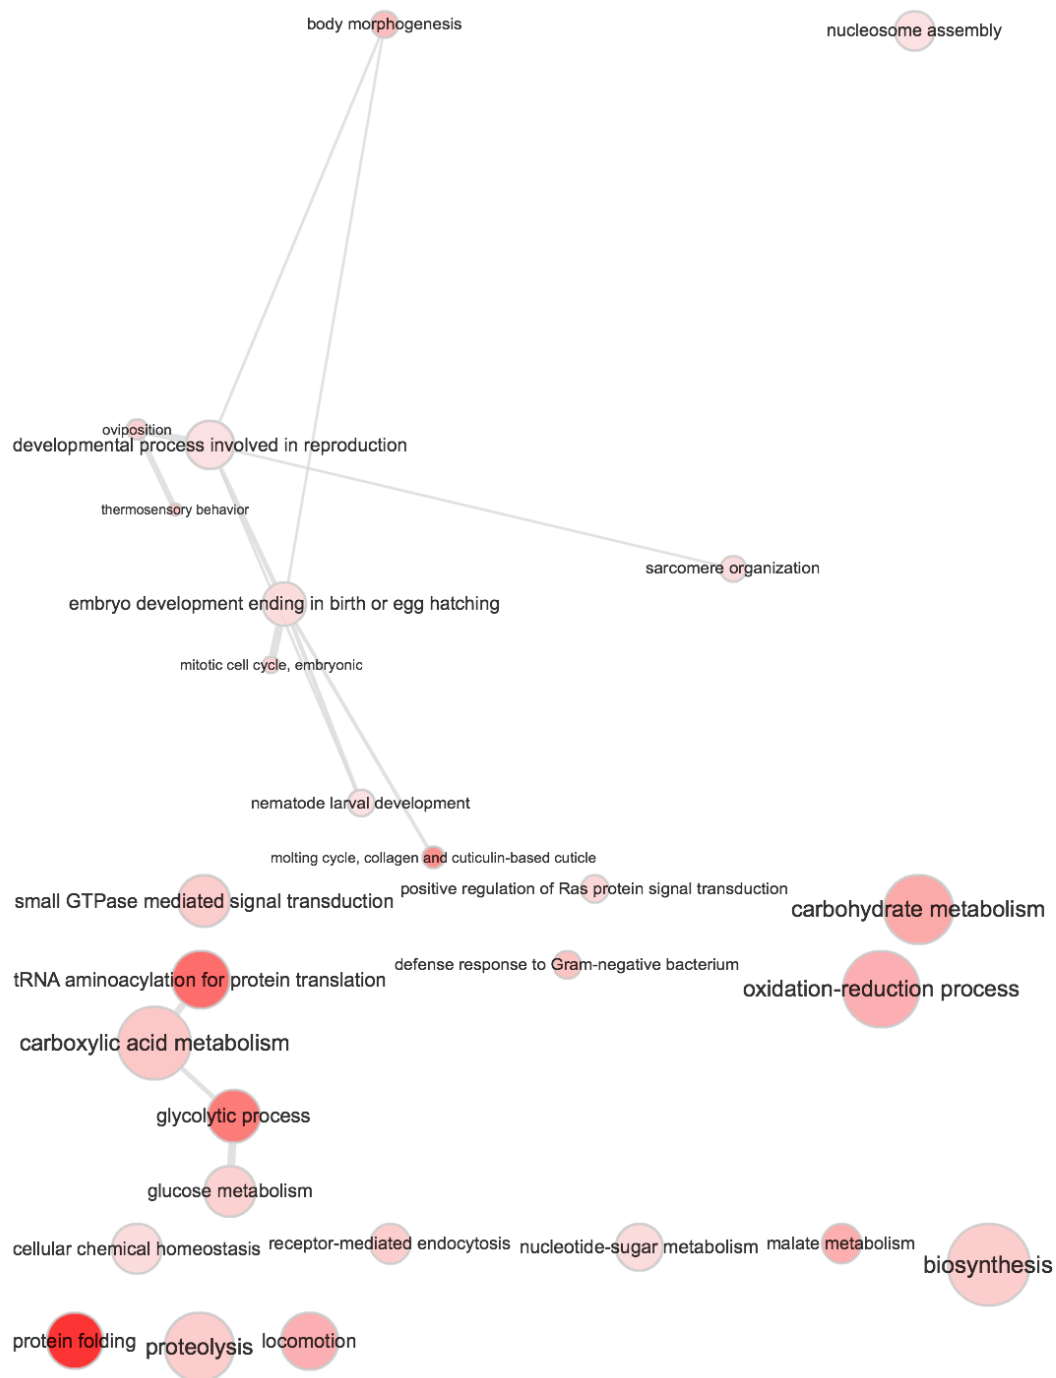 body morphogenesis
nucleosome assembly
oviposition
developmental process involved in reproduction
thermosensory behavior
sarcomere organization
embryo development ending in birth or egg hatching
mitotic cell cycle, embryonic
nematode larval development
molting cycle, collagen and cuticulin-based cuticle
small GTPase mediated signal transduction
positive regulation of Ras protein signal transduction
carbohydrate metabolism
tRNA aminoacylation for protein translation
defense response to Gram-negative bacterium
oxidation-reduction process
carboxylic acid metabolism
glycolytic process
glucose metabolism
cellular chemical homeostasis
receptor-mediated endocytosis
nucleotide-sugar metabolism
malate metabolism
biosynthesis
protein folding
proteolysis
locomotion